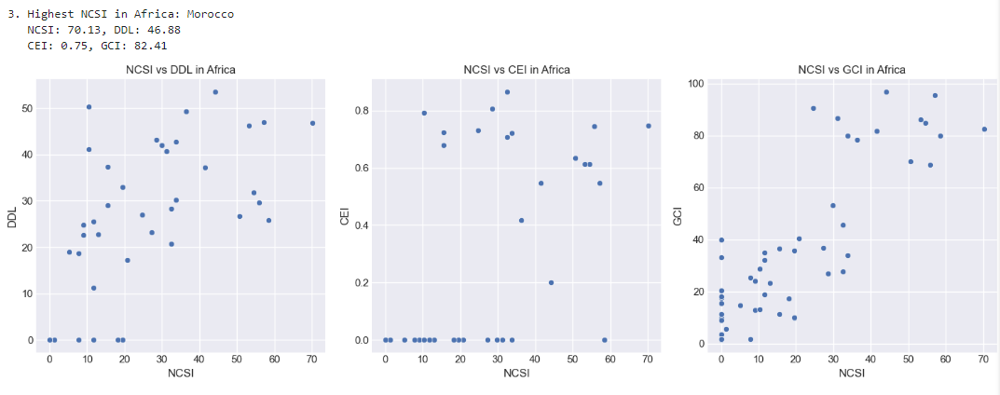 3. Highest NCSI in Africa: Morocco
NCSI: 70.13, DDL: 46.88
CEI: 0.75, GCI: 82.41
NCSI vs DDL in Africa
DDL
50
40
30
20
10
0
0 10 20 30 40 50 60 70
NCSI
NCSI vs CEI in Africa
CEI
0.8
0.6
0.4
0.2
0.0
0 10 20 30 40 50 60 70
NCSI
NCSI vs GCI in Africa
GCI
100
80
60
40
20
0
0 10 20 30 40 50 60 70
NCSI